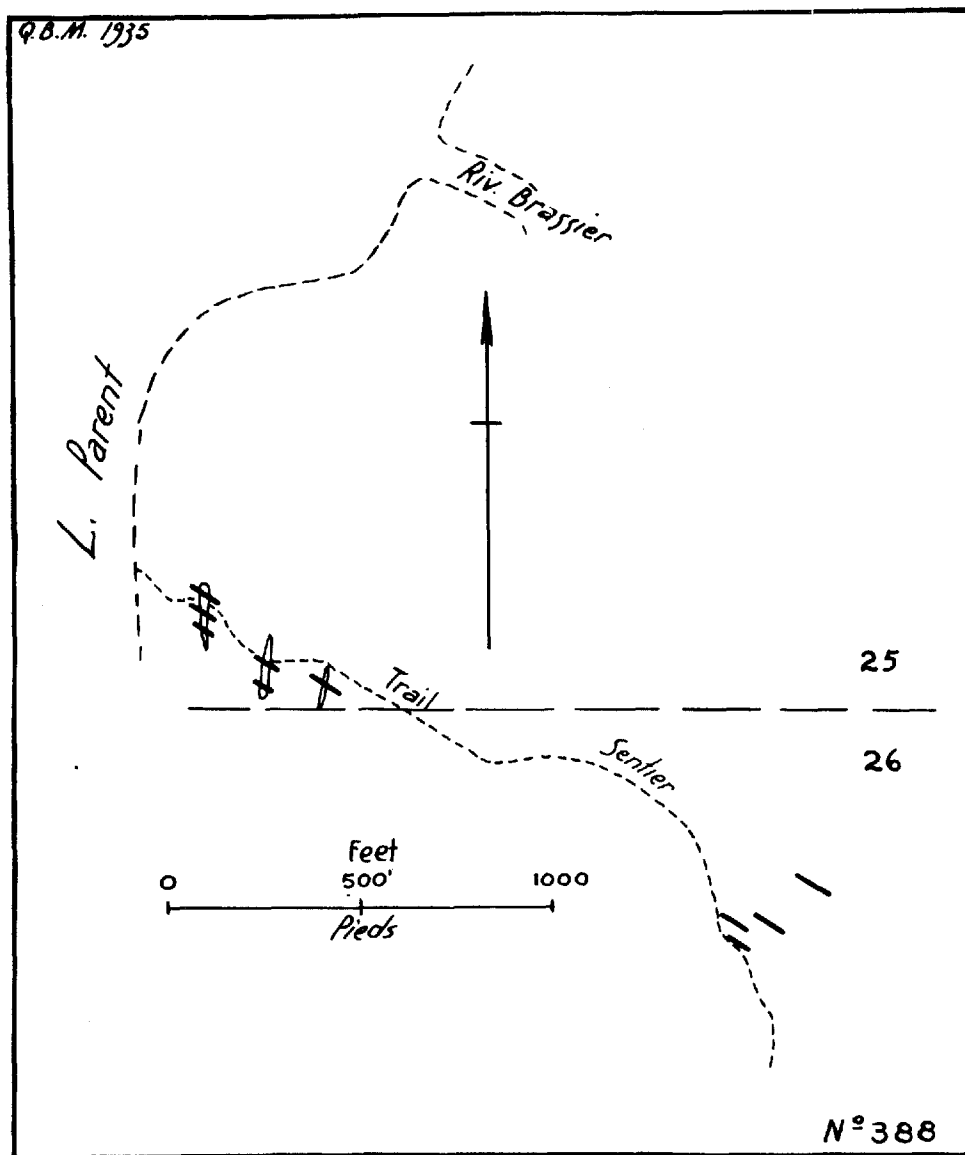 Q.B.M. 1935
Riv. Brassier
L. Parent
25
Trail
26
Sentier
Feet
0 500' 1000
Pieds
Nº 388